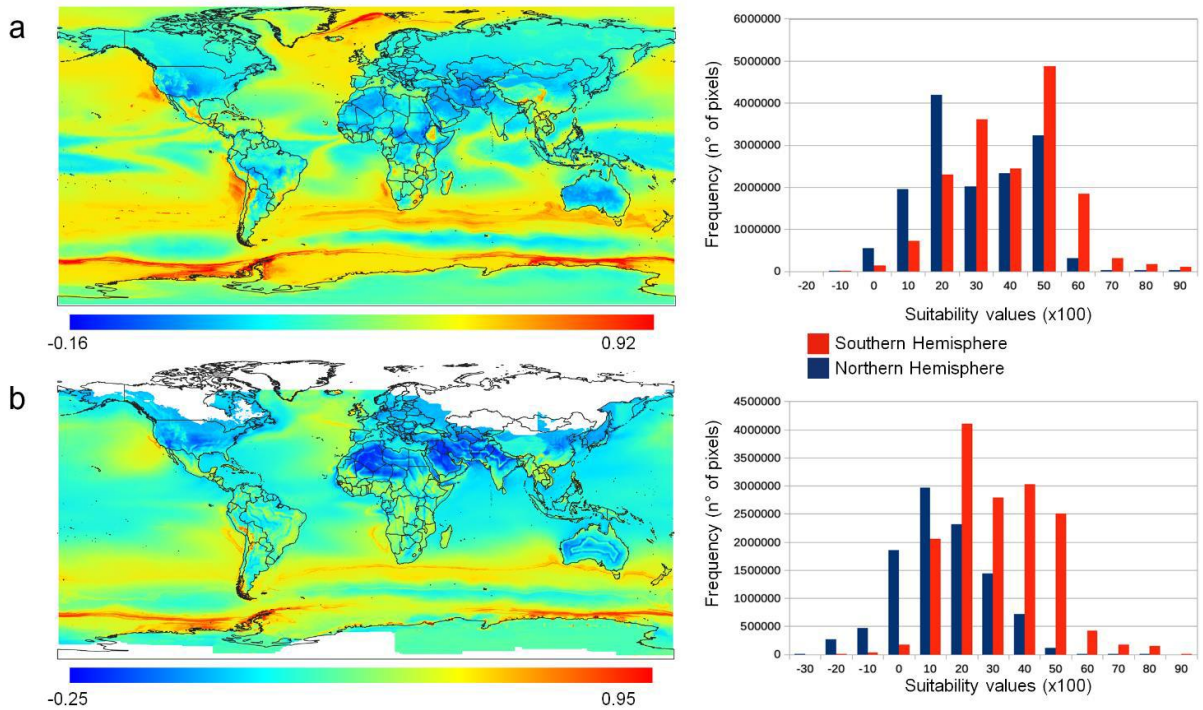 a
-0.16
0.92
Frequency (n° of pixels)
6000000
5000000
4000000
3000000
2000000
1000000
0
-20 -10 0 10 20 30 40 50 60 70 80 90
Suitability values (x100)
Southern Hemisphere
Northern Hemisphere
b
-0.25
0.95
Frequency (n° of pixels)
4500000
4000000
3500000
3000000
2500000
2000000
1500000
1000000
500000
0
-30 -20 -10 0 10 20 30 40 50 60 70 80 90
Suitability values (x100)